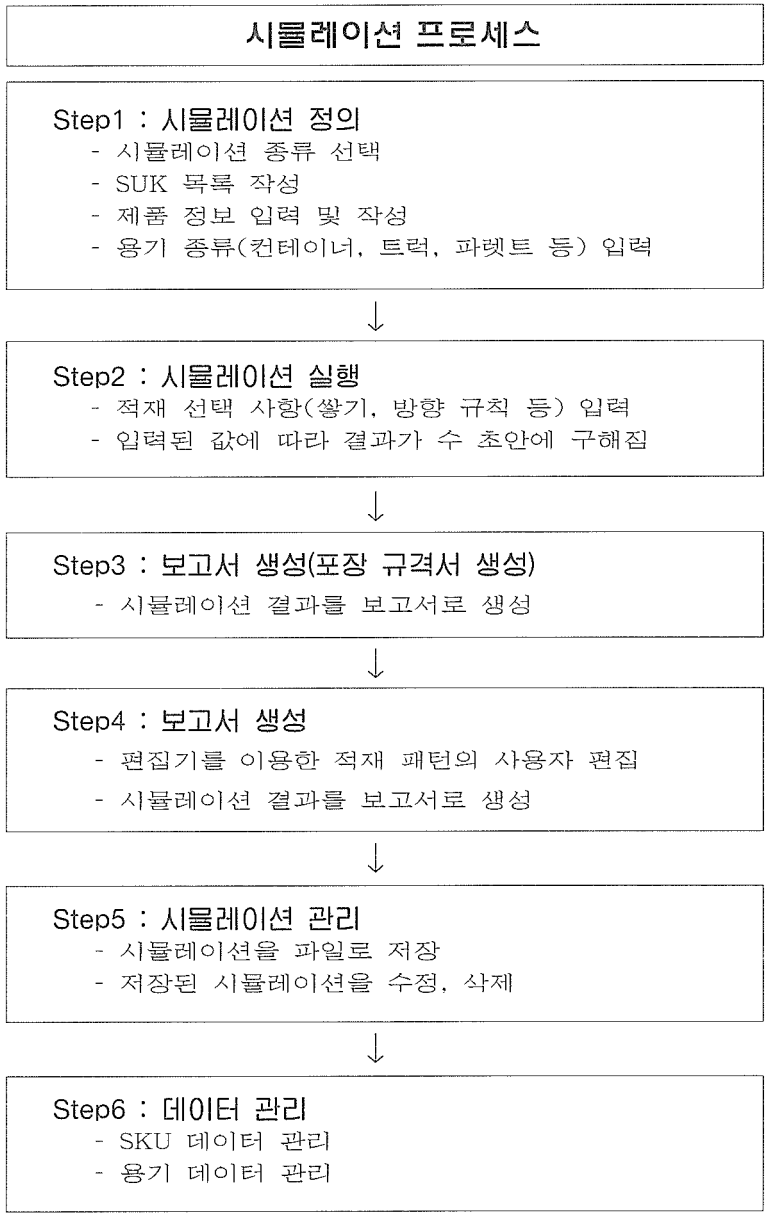 시뮬레이션 프로세스
Step1 : 시뮬레이션 정의
- 시뮬레이션 종류 선택
- SUK 목록 작성
- 제품 정보 입력 및 작성
- 용기 종류(컨테이너, 트럭, 파렛트 등) 입력
↓
Step2 : 시뮬레이션 실행
- 적재 선택 사항(쌓기, 방향 규칙 등) 입력
- 입력된 값에 따라 결과가 수 초안에 구해짐
↓
Step3 : 보고서 생성(포장 규격서 생성)
- 시뮬레이션 결과를 보고서로 생성
↓
Step4 : 보고서 생성
- 편집기를 이용한 적재 패턴의 사용자 편집
- 시뮬레이션 결과를 보고서로 생성
↓
Step5 : 시뮬레이션 관리
- 시뮬레이션을 파일로 저장
- 저장된 시뮬레이션을 수정, 삭제
↓
Step6 : 데이터 관리
- SKU 데이터 관리
- 용기 데이터 관리